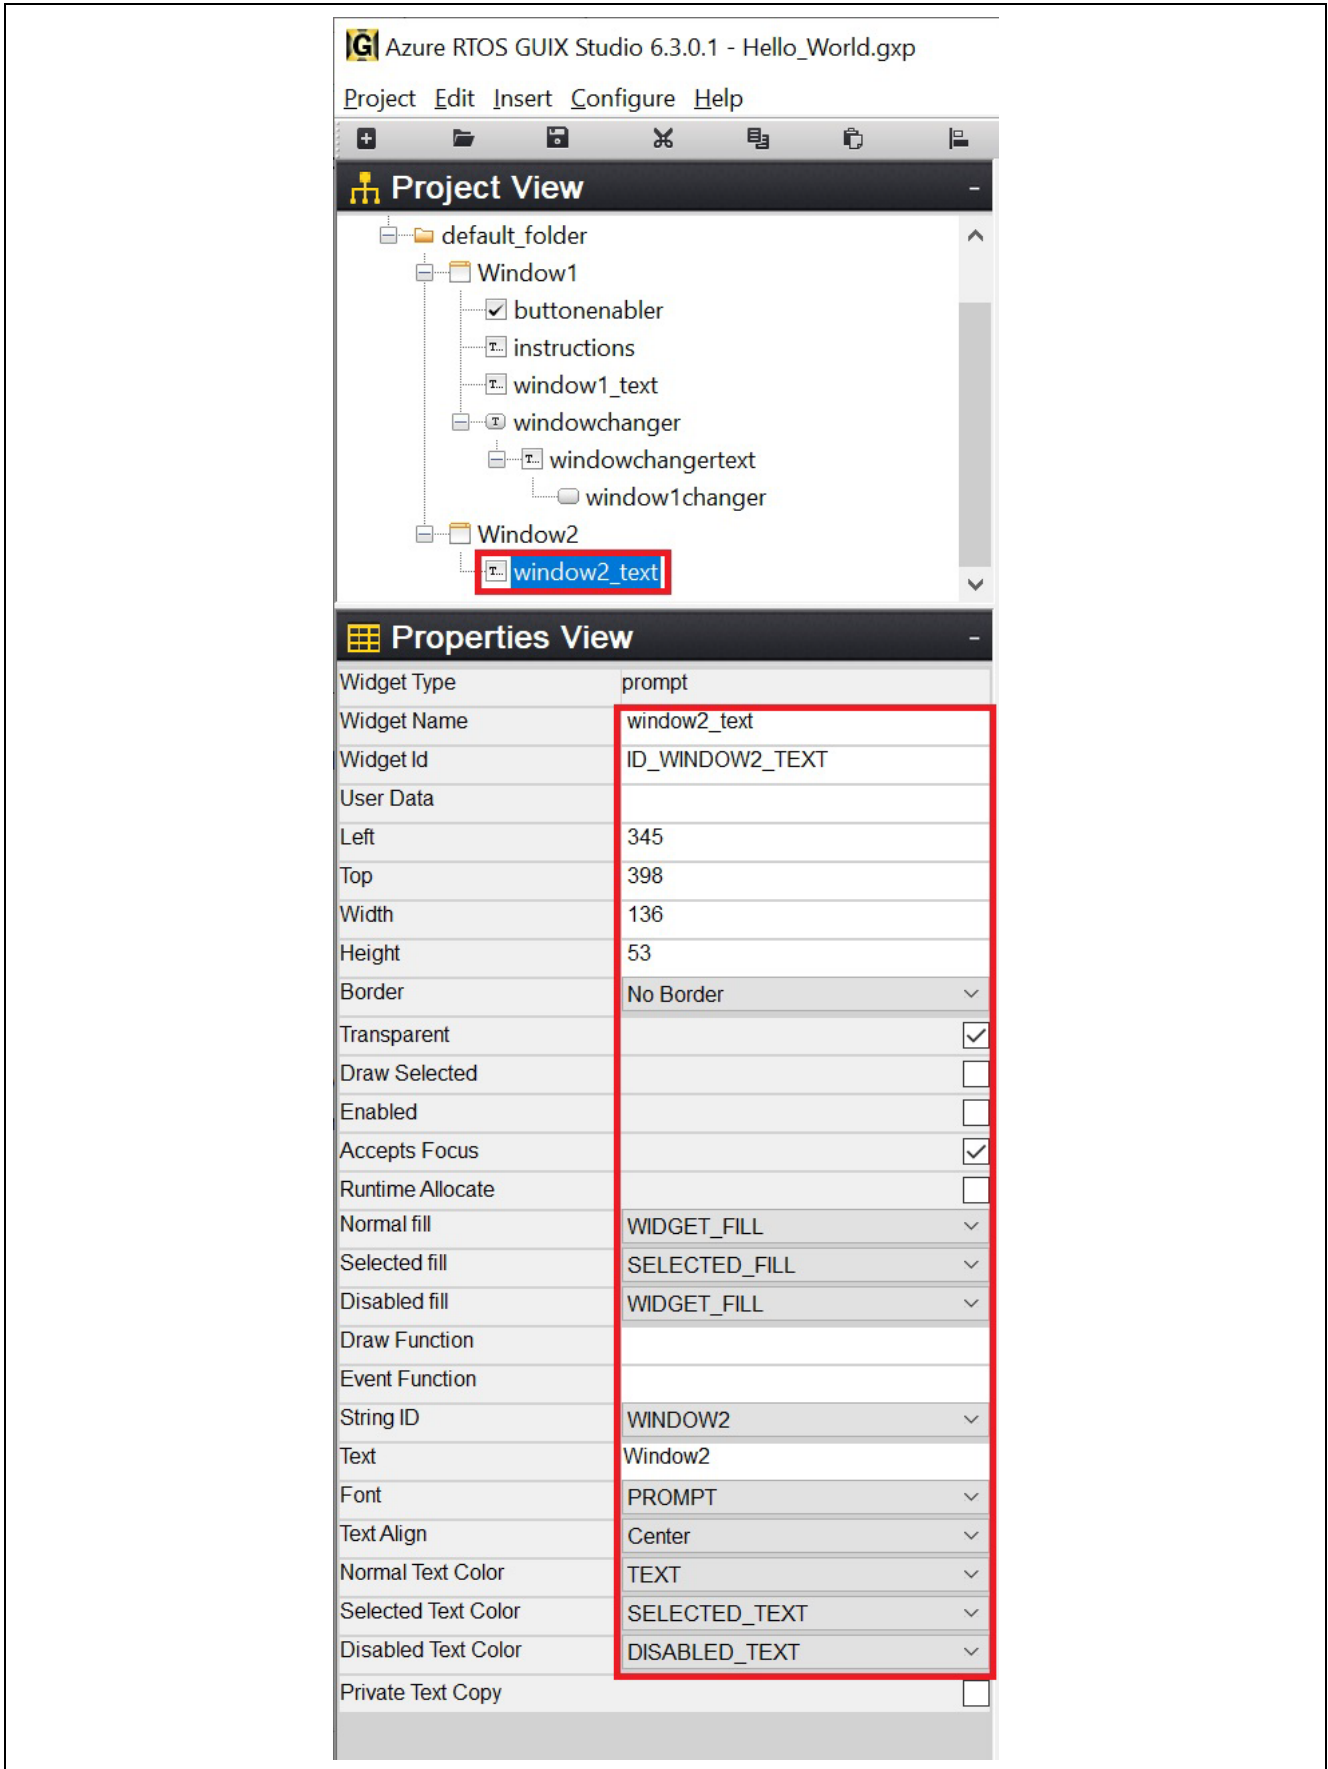 Azure RTOS GUIX Studio 6.3.0.1 - Hello_World.gxp
Project Edit Insert Configure Help
Project View
default_folder
Window1
buttonenabler
instructions
window1_text
windowchanger
windowchangertext
window1changer
Window2
window2_text
Properties View
Widget Type prompt
Widget Name window2_text
Widget Id ID_WINDOW2_TEXT
User Data
Left 345
Top 398
Width 136
Height 53
Border No Border
Transparent
Draw Selected
Enabled
Accepts Focus
Runtime Allocate
Normal fill WIDGET_FILL
Selected fill SELECTED_FILL
Disabled fill WIDGET_FILL
Draw Function
Event Function
String ID WINDOW2
Text Window2
Font PROMPT
Text Align Center
Normal Text Color TEXT
Selected Text Color SELECTED_TEXT
Disabled Text Color DISABLED_TEXT
Private Text Copy